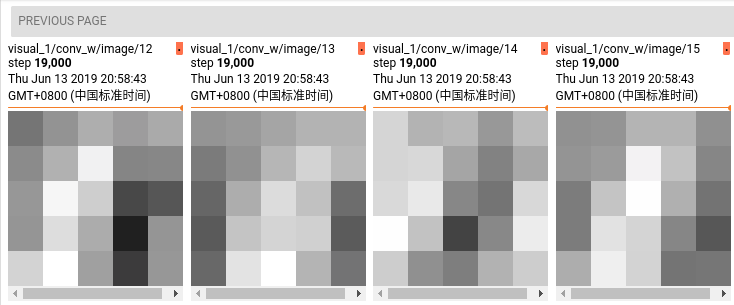 PREVIOUS PAGE
visual_1/conv_w/image/12
step 19,000
Thu Jun 13 2019 20:58:43
GMT+0800 (中国标准时间)
visual_1/conv_w/image/13
step 19,000
Thu Jun 13 2019 20:58:43
GMT+0800 (中国标准时间)
visual_1/conv_w/image/14
step 19,000
Thu Jun 13 2019 20:58:43
GMT+0800 (中国标准时间)
visual_1/conv_w/image/15
step 19,000
Thu Jun 13 2019 20:58:43
GMT+0800 (中国标准时间)